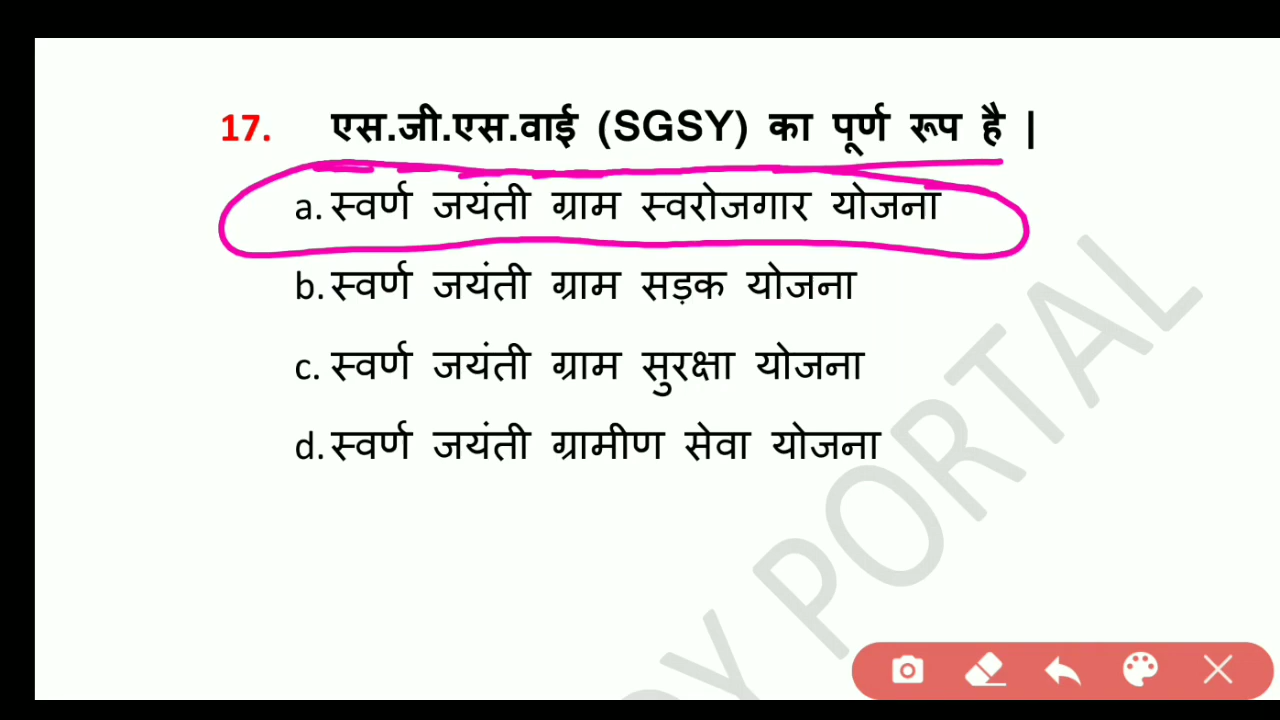 17. एस.जी.एस.वाई (SGSY) का पूर्ण रूप है |
a. स्वर्ण जयंती ग्राम स्वरोजगार योजना
b. स्वर्ण जयंती ग्राम सड़क योजना
c. स्वर्ण जयंती ग्राम सुरक्षा योजना
d. स्वर्ण जयंती ग्रामीण सेवा योजना
PORTAL